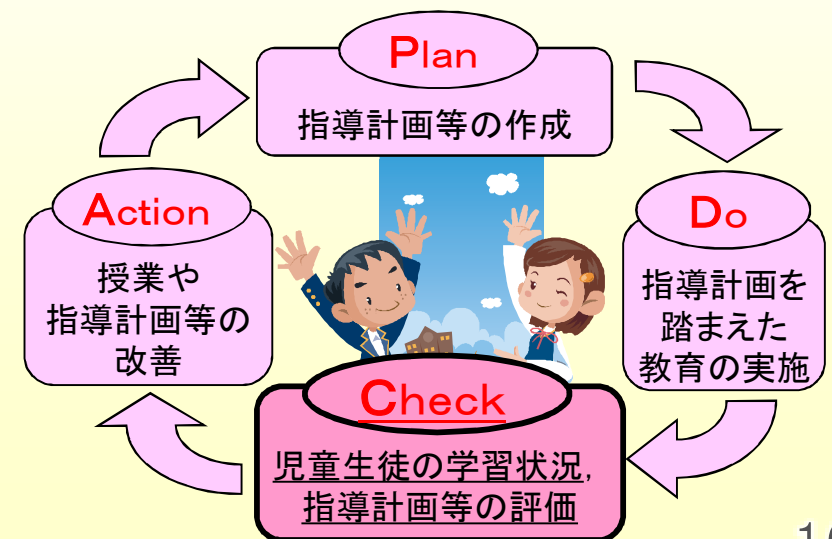 Plan
指導計画等の作成
Do
指導計画を
踏まえた
教育の実施
Check
児童生徒の学習状況,
指導計画等の評価
Action
授業や
指導計画等の
改善